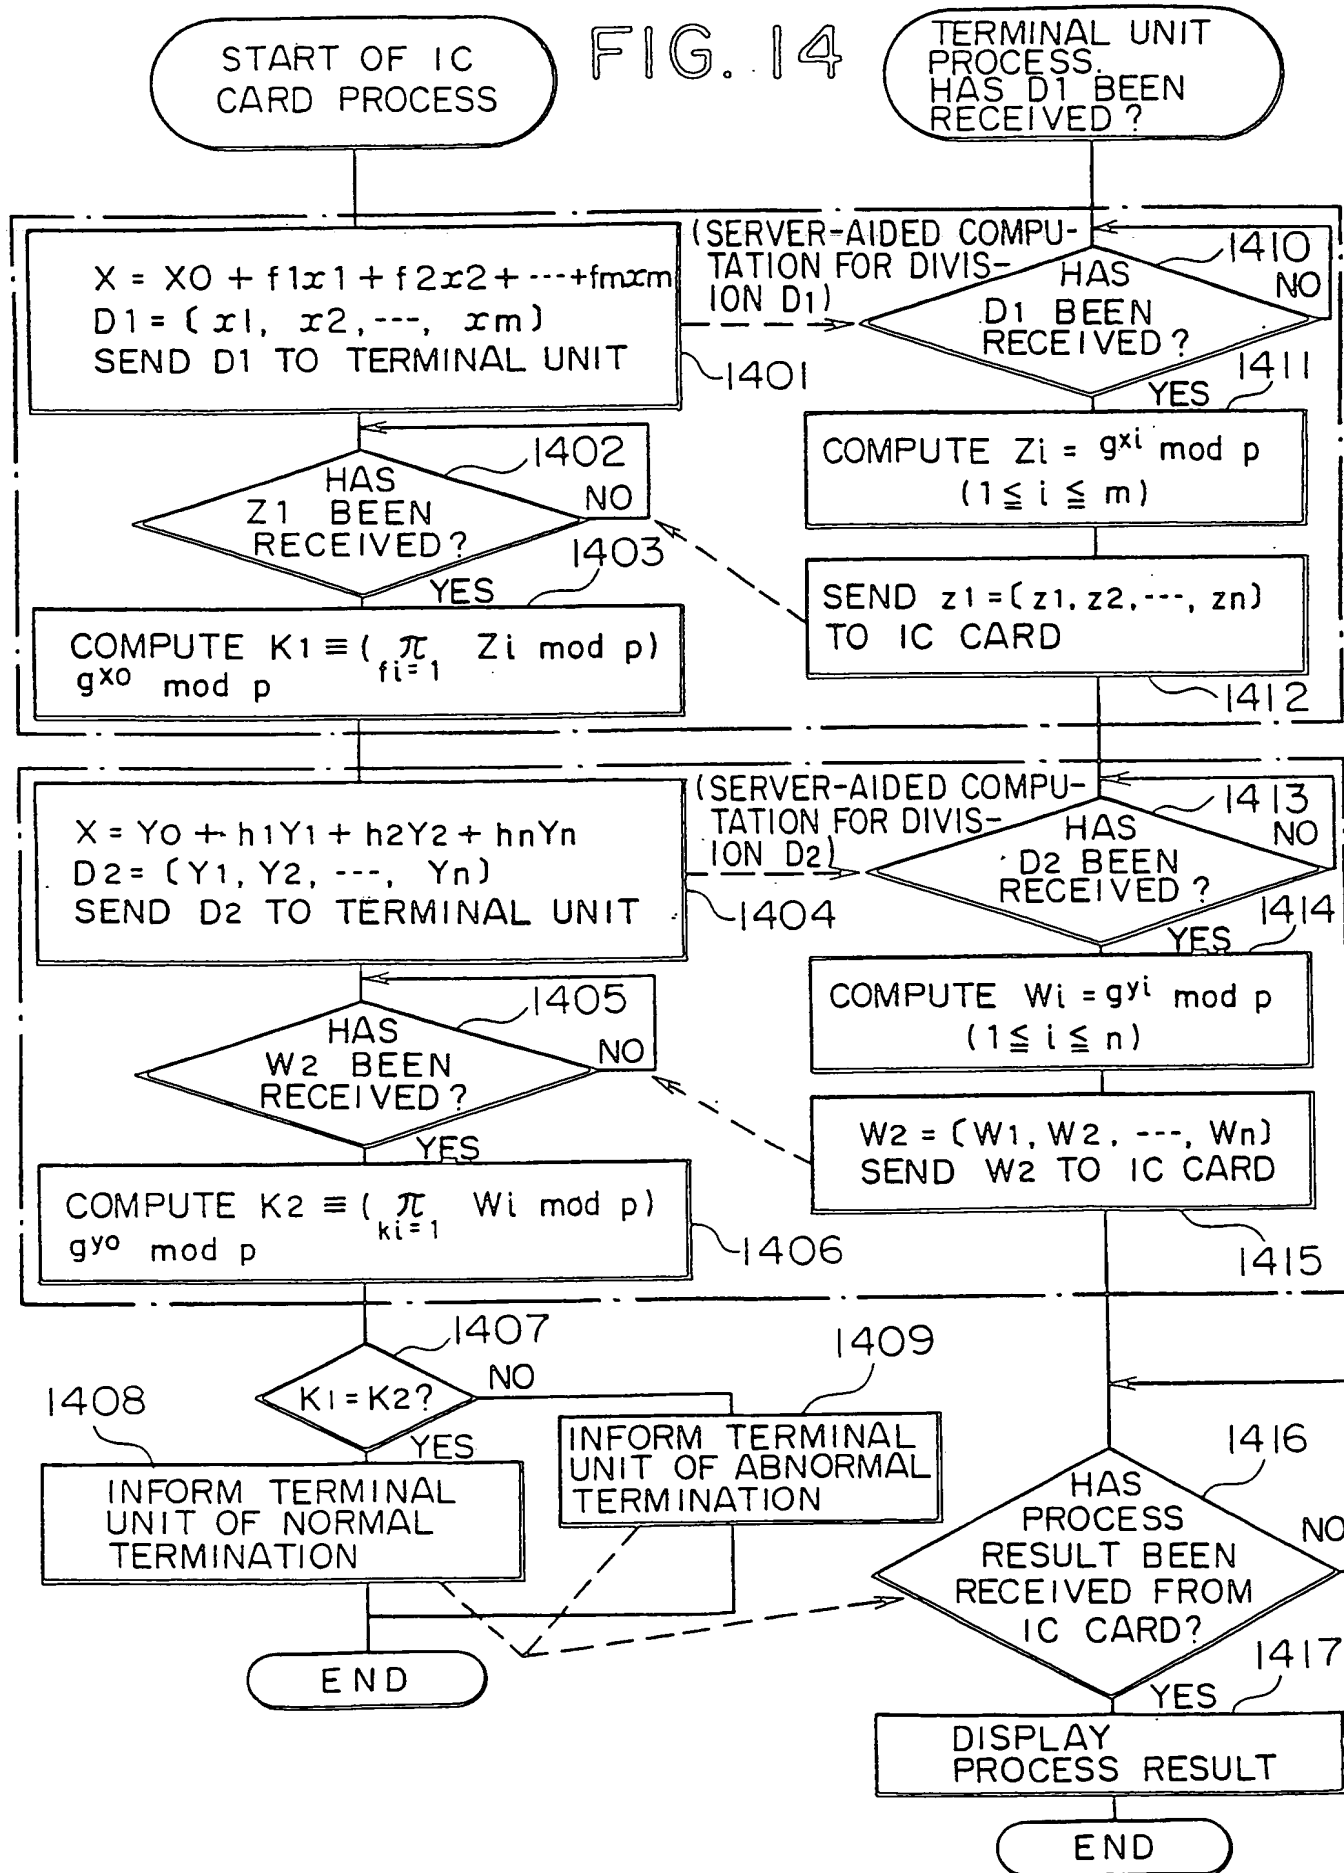 FIG. 14
START OF IC
CARD PROCESS
TERMINAL UNIT
PROCESS.
HAS D1 BEEN
RECEIVED?
X = X0 + f1x1 + f2x2 + ---+fmxm
D1 = (x1, x2, ---, xm)
SEND D1 TO TERMINAL UNIT
1401
(SERVER-AIDED COMPU-
TATION FOR DIVIS-
ION D1)
1410
HAS
D1 BEEN
RECEIVED?
NO
YES
1411
COMPUTE Zi = gxi mod p
(1 ≦ i ≦ m)
1402
HAS
Z1 BEEN
RECEIVED?
NO
YES
1403
SEND z1 = (z1, z2, ---, zn)
TO IC CARD
1412
COMPUTE K1 ≡ ( π Zi mod p)
fi = 1
gxo mod p
X = Y0 + h1Y1 + h2Y2 + hnYn
D2 = (Y1, Y2, ---, Yn)
SEND D2 TO TERMINAL UNIT
1404
(SERVER-AIDED COMPU-
TATION FOR DIVIS-
ION D2)
1413
HAS
D2 BEEN
RECEIVED?
NO
YES
1414
COMPUTE Wi = gyi mod p
(1 ≦ i ≦ n)
1405
HAS
W2 BEEN
RECEIVED?
NO
YES
W2 = (W1, W2, ---, Wn)
SEND W2 TO IC CARD
1415
COMPUTE K2 ≡ ( π Wi mod p)
ki = 1
gyo mod p
1406
1407
K1 = K2?
NO
YES
1408
INFORM TERMINAL
UNIT OF NORMAL
TERMINATION
1409
INFORM TERMINAL
UNIT OF ABNORMAL
TERMINATION
END
1416
HAS
PROCESS
RESULT BEEN
RECEIVED FROM
IC CARD?
NO
YES
1417
DISPLAY
PROCESS RESULT
END